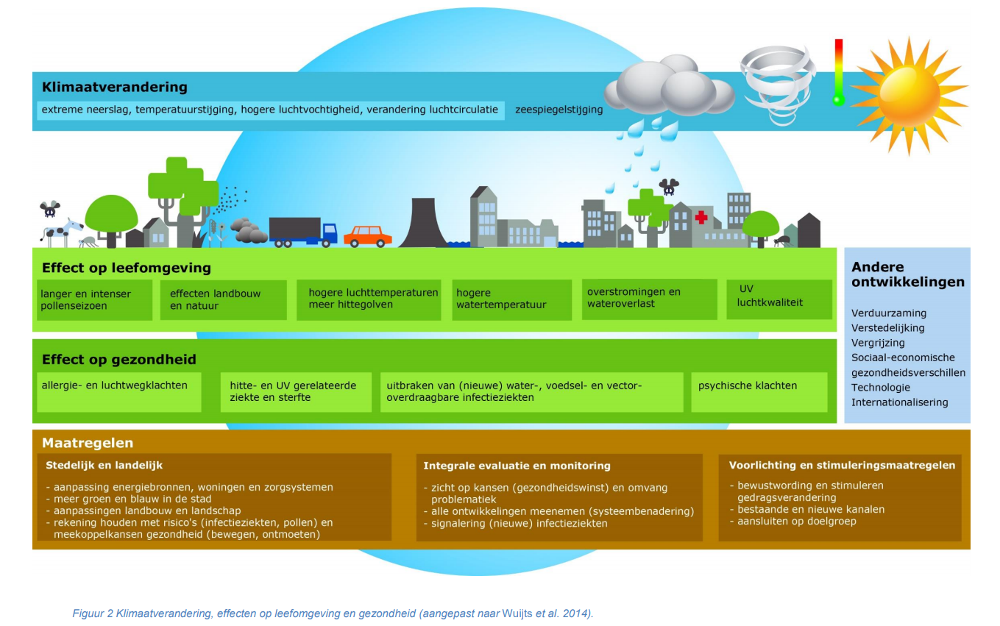 Klimaatverandering
extreme neerslag, temperatuurstijging, hogere luchtvochtigheid, verandering luchtcirculatie
zeespiegelstijging
Effect op leefomgeving
langer en intenser
pollenseizoen
effecten landbouw
en natuur
hogere luchttemperaturen
meer hittegolven
hogere
watertemperatuur
overstromingen en
wateroverlast
UV
luchtkwaliteit
Effect op gezondheid
allergie- en luchtwegklachten
hitte- en UV gerelateerde
ziekte en sterfte
uitbraken van (nieuwe) water-, voedsel- en vector-
overdraagbare infectieziekten
psychische klachten
Andere
ontwikkelingen
Verduurzaming
Verstedelijking
Vergrijzing
Sociaal-economische
gezondheidsverschillen
Technologie
Internationalisering
Maatregelen
Stedelijk en landelijk
- aanpassing energiebronnen, woningen en zorgsystemen
- meer groen en blauw in de stad
- aanpassingen landbouw en landschap
- rekening houden met risico's (infectieziekten, pollen) en
meekoppelkansen gezondheid (bewegen, ontmoeten)
Integrale evaluatie en monitoring
- zicht op kansen (gezondheidswinst) en omvang
problematiek
- alle ontwikkelingen meenemen (systeembenadering)
- signalering (nieuwe) infectieziekten
Voorlichting en stimuleringsmaatregelen
- bewustwording en stimuleren
gedragsverandering
- bestaande en nieuwe kanalen
- aansluiten op doelgroep
Figuur 2 Klimaatverandering, effecten op leefomgeving en gezondheid (aangepast naar Wuijts et al. 2014).